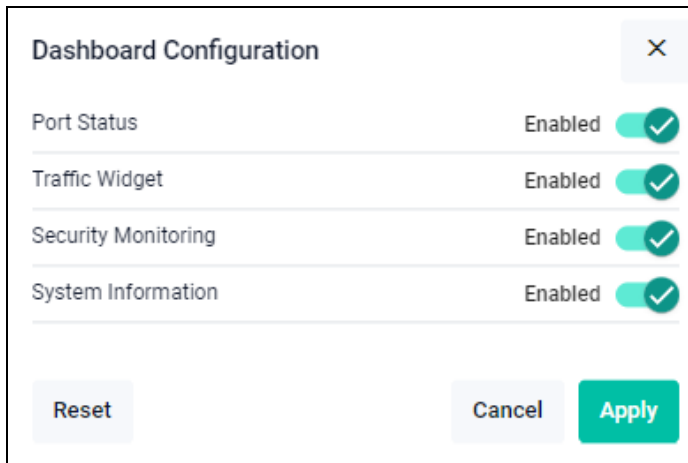 Dashboard Configuration
Port Status Enabled
Traffic Widget Enabled
Security Monitoring Enabled
System Information Enabled
Reset Cancel Apply